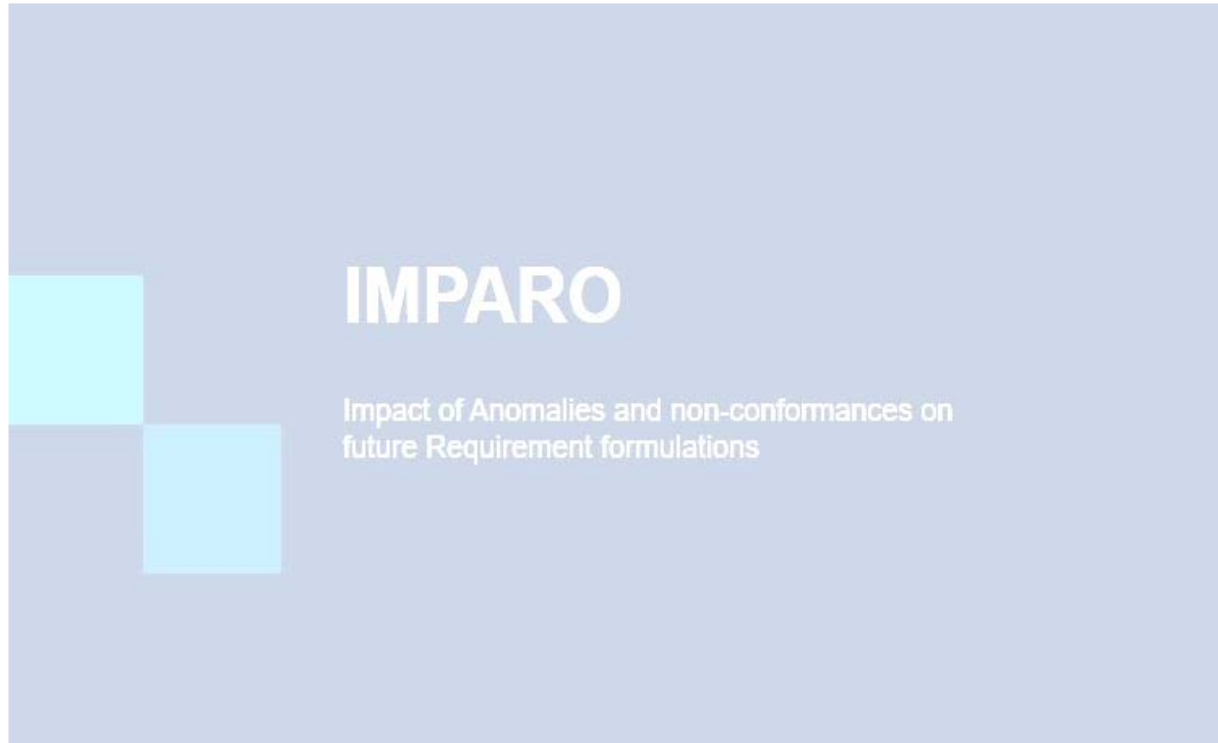 IMPARO
Impact of Anomalies and non-conformances on
future Requirement formulations